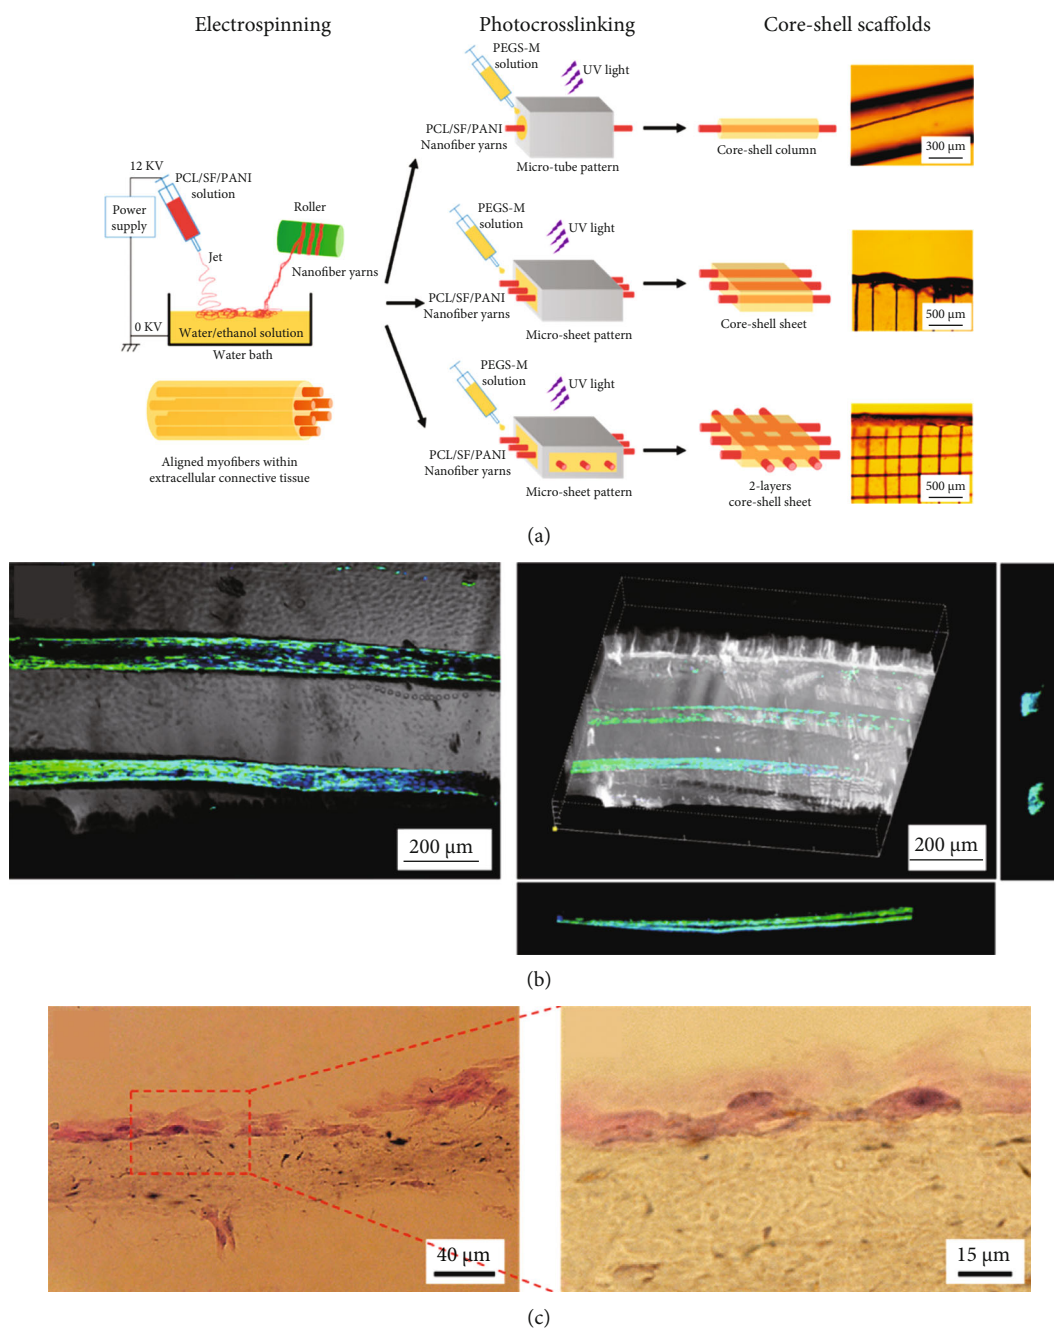 Electrospinning
Photocrosslinking
Core-shell scaffolds
12 KV
PCL/SF/PANI
solution
Power
supply
Jet
Roller
Nanofiber yarns
0 KV
Water/ethanol solution
Water bath
Aligned myofibers within
extracellular connective tissue
PEGS-M
solution
UV light
PCL/SF/PANI
Nanofiber yarns
Micro-tube pattern
Core-shell column
300 μm
PEGS-M
solution
UV light
PCL/SF/PANI
Nanofiber yarns
Micro-sheet pattern
Core-shell sheet
500 μm
PEGS-M
solution
UV light
PCL/SF/PANI
Nanofiber yarns
Micro-sheet pattern
2-layers
core-shell sheet
500 μm
(a)
200 μm
200 μm
(b)
40 μm
15 μm
(c)